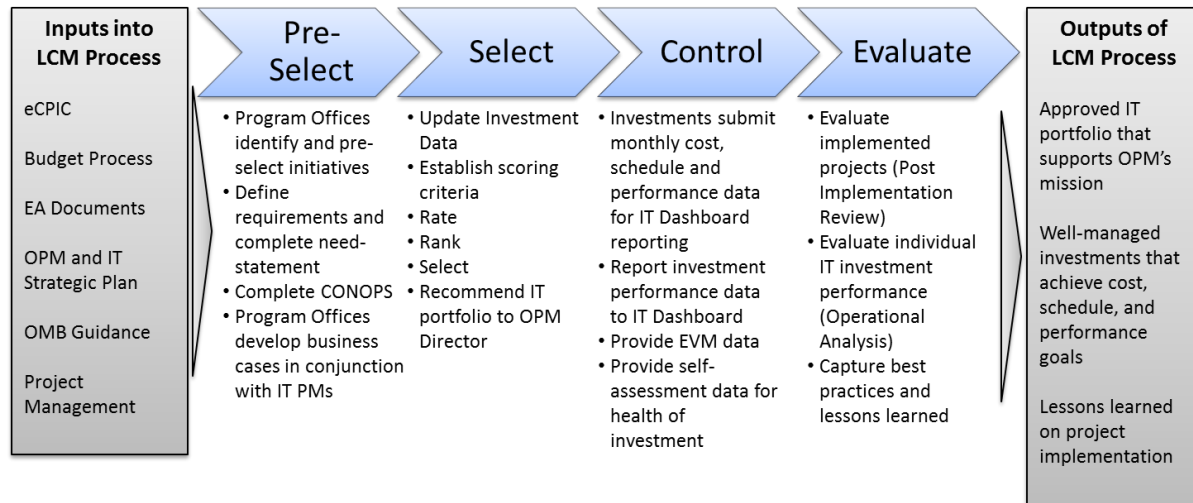 Inputs into
LCM Process
eCPIC
Budget Process
EA Documents
OPM and IT
Strategic Plan
OMB Guidance
Project
Management
Pre-
Select
• Program Offices
identify and pre-
select initiatives
• Define
requirements and
complete need-
statement
• Complete CONOPS
• Program Offices
develop business
cases in conjunction
with IT PMs
Select
• Update Investment
Data
• Establish scoring
criteria
• Rate
• Rank
• Select
• Recommend IT
portfolio to OPM
Director
Control
• Investments submit
monthly cost,
schedule and
performance data
for IT Dashboard
reporting
• Report investment
performance data
to IT Dashboard
• Provide EVM data
• Provide self-
assessment data for
health of
investment
Evaluate
• Evaluate
implemented
projects (Post
Implementation
Review)
• Evaluate individual
IT investment
performance
(Operational
Analysis)
• Capture best
practices and
lessons learned
Outputs of
LCM Process
Approved IT
portfolio that
supports OPM’s
mission
Well-managed
investments that
achieve cost,
schedule, and
performance
goals
Lessons learned
on project
implementation